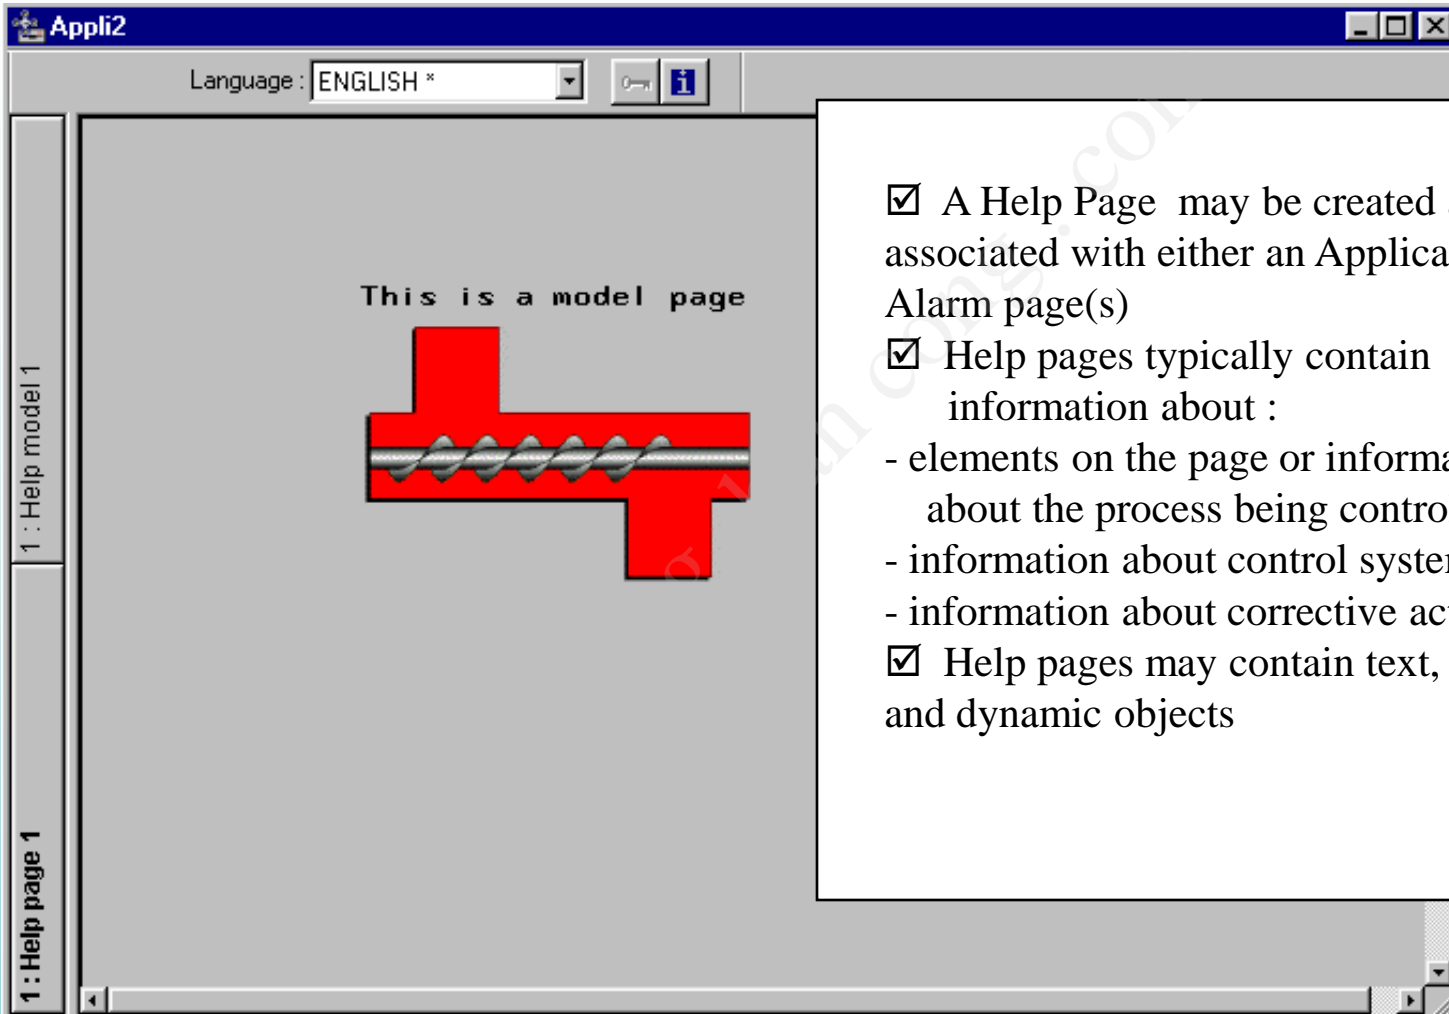 Appli2
Language : ENGLISH *
This is a model page
1 : Help model 1
1 : Help page 1
☑ A Help Page may be created
associated with either an Applica
Alarm page(s)
☑ Help pages typically contain
information about :
- elements on the page or informa
about the process being contro
- information about control system
- information about corrective act
☑ Help pages may contain text,
and dynamic objects